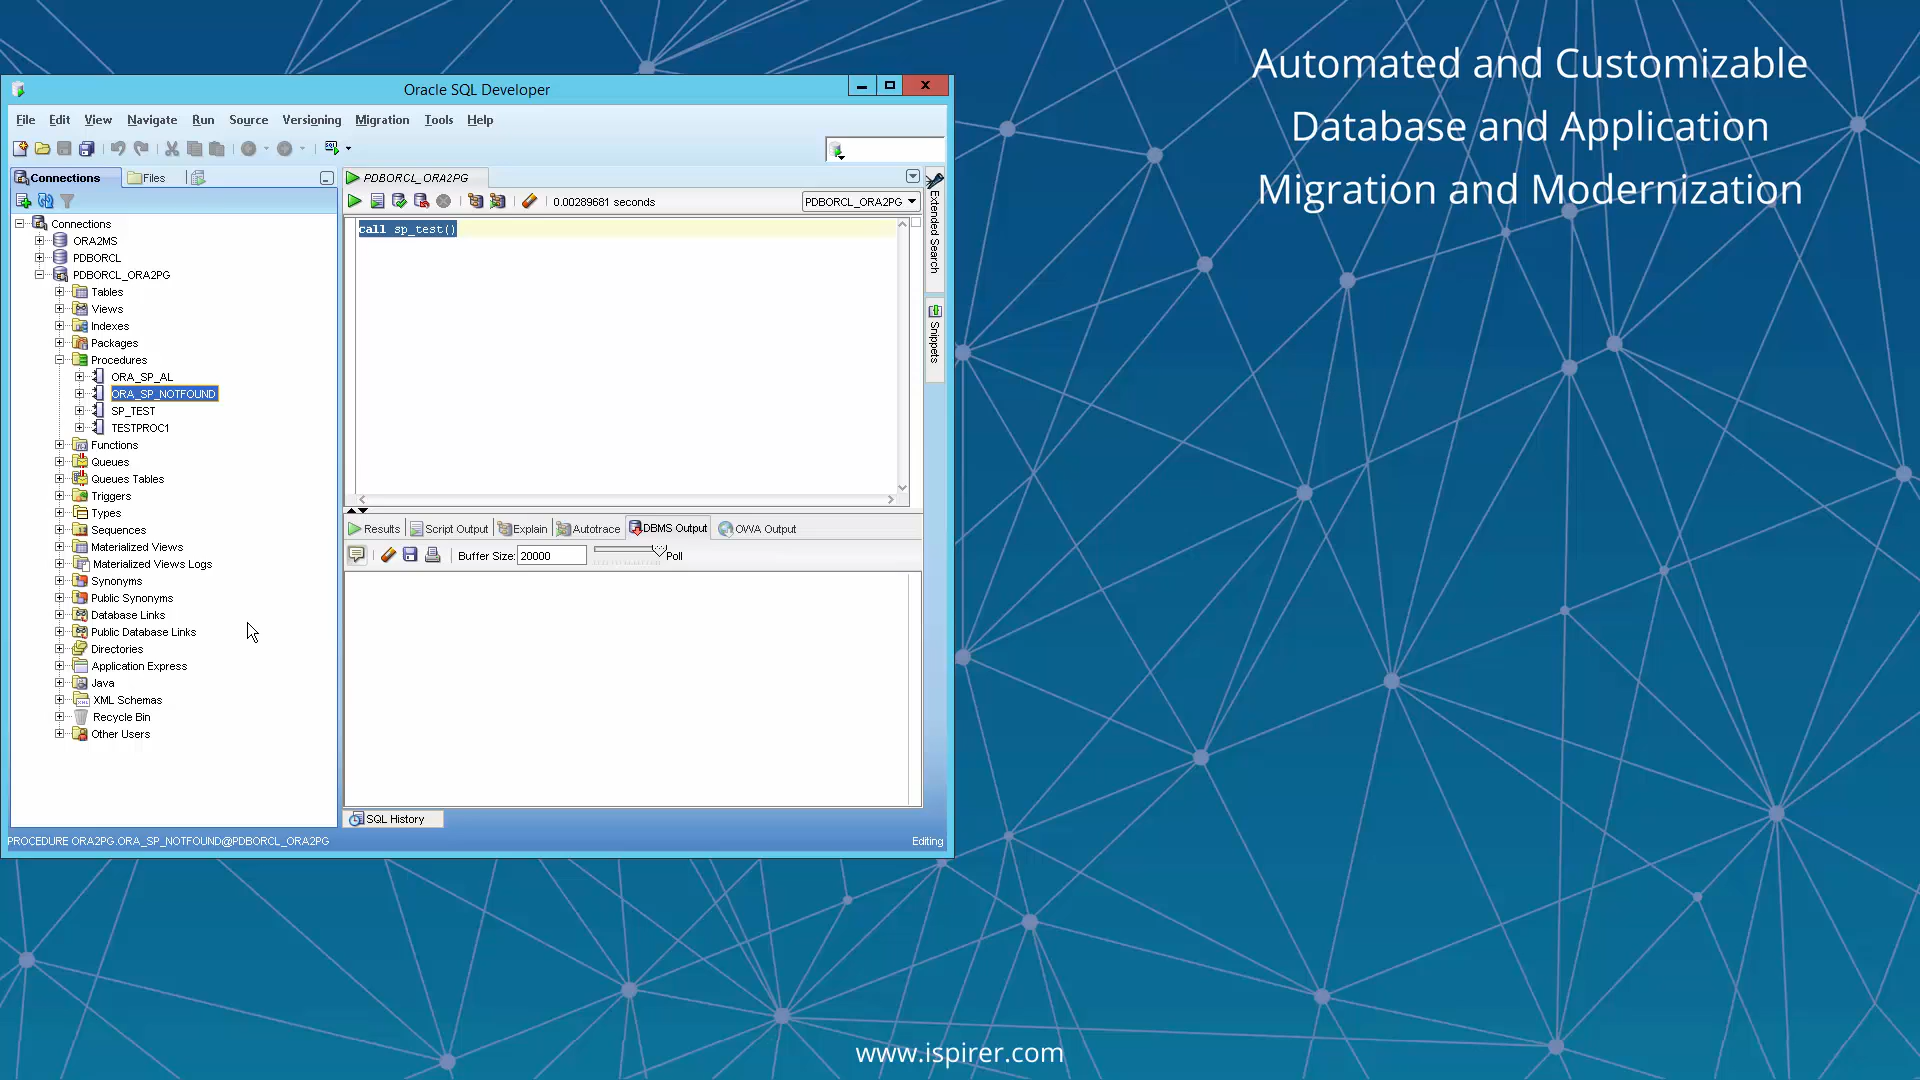 Automated and Customizable
Database and Application
Migration and Modernization
Oracle SQL Developer
File Edit View Navigate Run Source Versioning Migration Tools Help
Connections Files
PDBORCL_ORA2PG
0.00289681 seconds
PDBORCL_ORA2PG
call sp_test()
Connections
ORA2MS
PDBORCL
PDBORCL_ORA2PG
Tables
Views
Indexes
Packages
Procedures
ORA_SP_AL
ORA_SP_NOTFOUND
SP_TEST
TESTPROC1
Functions
Queues
Queues Tables
Triggers
Types
Sequences
Materialized Views
Materialized Views Logs
Synonyms
Public Synonyms
Database Links
Public Database Links
Directories
Application Express
Java
XML Schemas
Recycle Bin
Other Users
Extended Search
Snippets
Results Script Output Explain Autotrace DBMS Output OWA Output
Buffer Size: 20000 Poll
SQL History
PROCEDURE ORA2PG.ORA_SP_NOTFOUND@PDBORCL_ORA2PG
Editing
www.ispirer.com